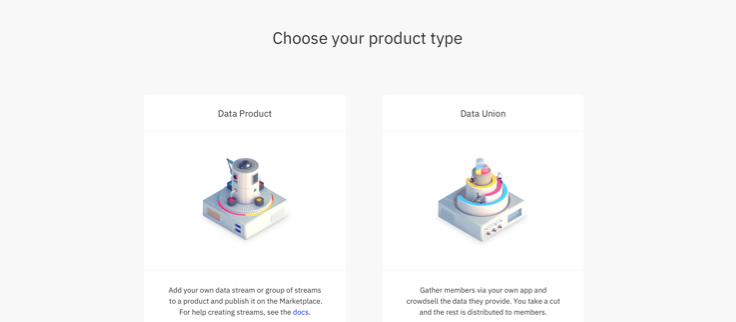 Choose your product type
Data Product
Data Union
Add your own data stream or group of streams
to a product and publish it on the Marketplace.
For help creating streams, see the docs.
Gather members via your own app and
crowdsell the data they provide. You take a cut
and the rest is distributed to members.